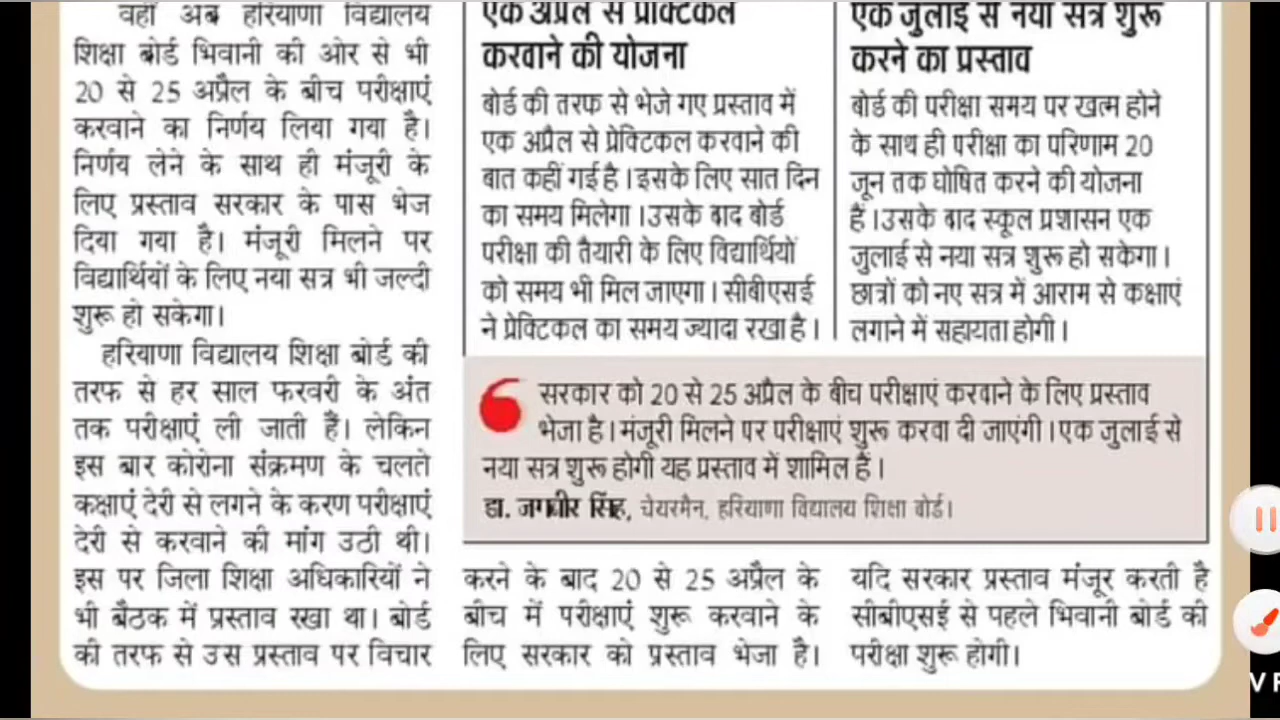 वहीं अब हरियाणा विद्यालय
शिक्षा बोर्ड भिवानी की ओर से भी
20 से 25 अप्रैल के बीच परीक्षाएं
करवाने का निर्णय लिया गया है।
निर्णय लेने के साथ ही मंजूरी के
लिए प्रस्ताव सरकार के पास भेज
दिया गया है। मंजूरी मिलने पर
विद्यार्थियों के लिए नया सत्र भी जल्दी
शुरू हो सकेगा।
हरियाणा विद्यालय शिक्षा बोर्ड की
तरफ से हर साल फरवरी के अंत
तक परीक्षाएं ली जाती हैं। लेकिन
इस बार कोरोना संक्रमण के चलते
कक्षाएं देरी से लगने के करण परीक्षाएं
देरी से करवाने की मांग उठी थी।
इस पर जिला शिक्षा अधिकारियों ने
भी बैठक में प्रस्ताव रखा था। बोर्ड
की तरफ से उस प्रस्ताव पर विचार
एक अप्रैल से प्रेक्टिकल
करवाने की योजना
बोर्ड की तरफ से भेजे गए प्रस्ताव में
एक अप्रैल से प्रेक्टिकल करवाने की
बात कहीं गई है। इसके लिए सात दिन
का समय मिलेगा। उसके बाद बोर्ड
परीक्षा की तैयारी के लिए विद्यार्थियों
को समय भी मिल जाएगा। सीबीएसई
ने प्रेक्टिकल का समय ज्यादा रखा है।
एक जुलाई से नया सत्र शुरू
करने का प्रस्ताव
बोर्ड की परीक्षा समय पर खत्म होने
के साथ ही परीक्षा का परिणाम 20
जून तक घोषित करने की योजना
हैं। उसके बाद स्कूल प्रशासन एक
जुलाई से नया सत्र शुरू हो सकेगा।
छात्रों को नए सत्र में आराम से कक्षाएं
लगाने में सहायता होगी।
सरकार को 20 से 25 अप्रैल के बीच परीक्षाएं करवाने के लिए प्रस्ताव
भेजा है। मंजूरी मिलने पर परीक्षाएं शुरू करवा दी जाएंगी। एक जुलाई से
नया सत्र शुरू होगी यह प्रस्ताव में शामिल हैं।
डा. जगबीर सिंह, चेयरमैन, हरियाणा विद्यालय शिक्षा बोर्ड।
करने के बाद 20 से 25 अप्रैल के
बीच में परीक्षाएं शुरू करवाने के
लिए सरकार को प्रस्ताव भेजा है।
यदि सरकार प्रस्ताव मंजूर करती है
सीबीएसई से पहले भिवानी बोर्ड की
परीक्षा शुरू होगी।